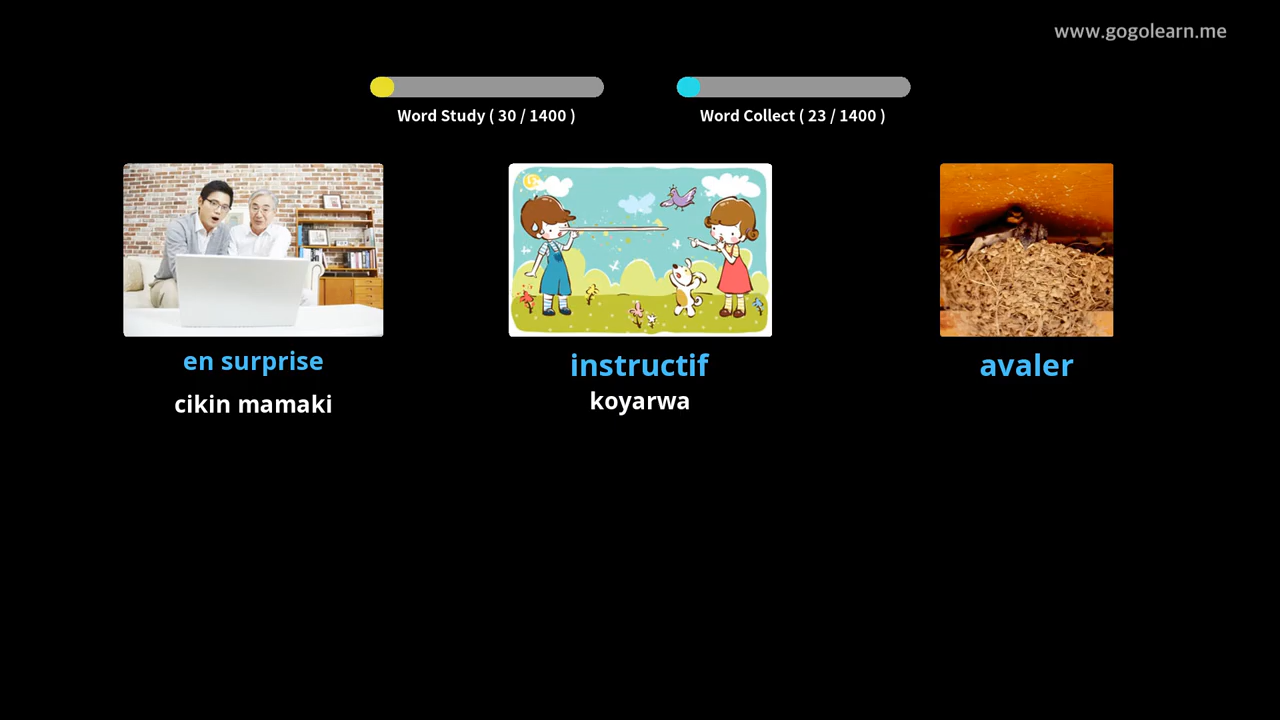 www.gogolearn.me
Word Study ( 30 / 1400 )
Word Collect ( 23 / 1400 )
en surprise
cikin mamaki
instructif
koyarwa
avaler